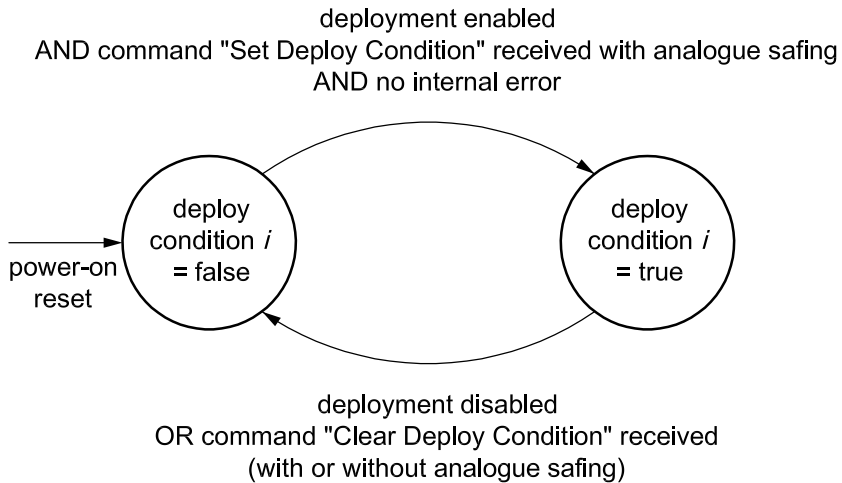 deployment enabled
AND command "Set Deploy Condition" received with analogue safing
AND no internal error
deploy
condition i
= false
deploy
condition i
= true
power-on
reset
deployment disabled
OR command "Clear Deploy Condition" received
(with or without analogue safing)